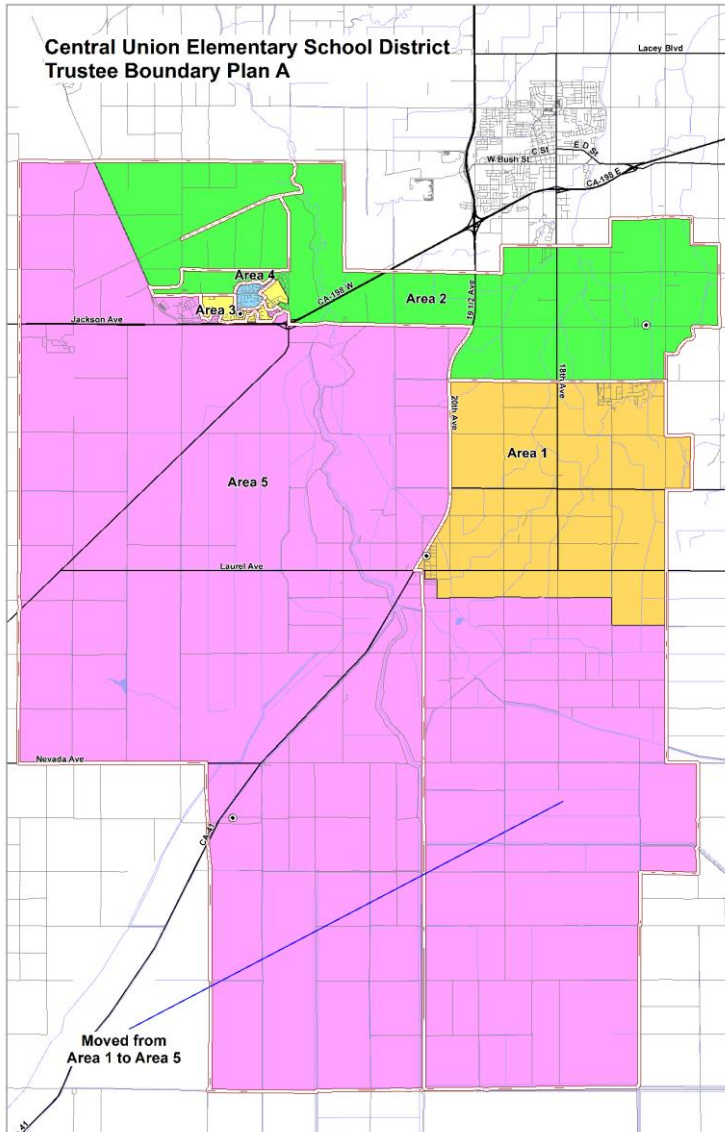 Central Union Elementary School District
Trustee Boundary Plan A
Lacey Blvd
C St
E D St
W Bush St
CA-198 E
Area 4
CA-198 W
Area 2
19 1/2 Ave
Area 3
Jackson Ave
18th Ave
20th Ave
Area 1
Area 5
Laurel Ave
Nevada Ave
CA-41
Moved from
Area 1 to Area 5
41